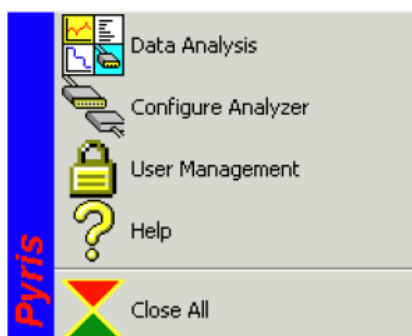 Data Analysis
Configure Analyzer
User Management
Help
Close All
Pyris